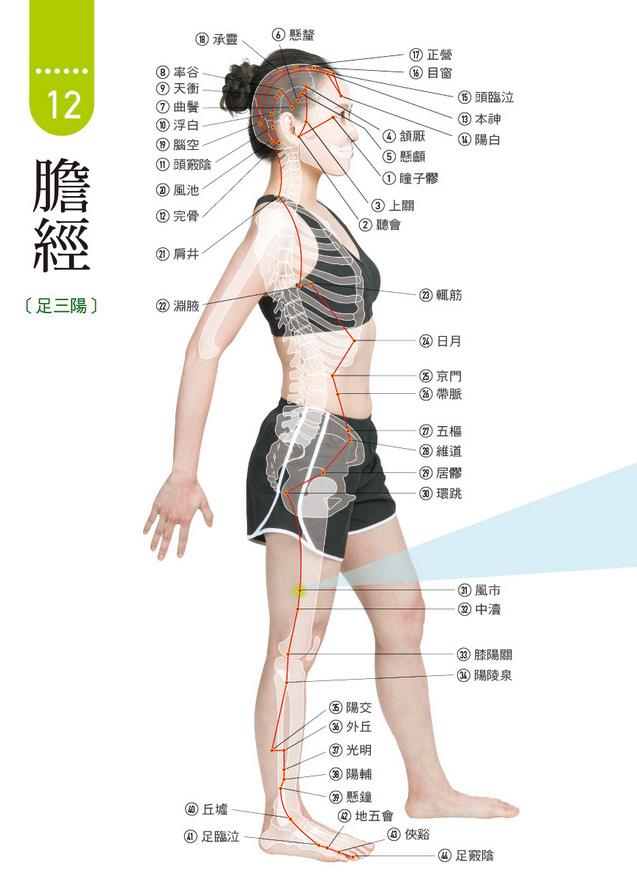 12
膽經
〔足三陽〕
⑥ 懸釐
⑱ 承靈
⑰ 正營
⑯ 目窗
⑧ 率谷
⑨ 天衝
⑦ 曲鬢
⑩ 浮白
⑲ 腦空
⑪ 頭竅陰
⑳ 風池
⑫ 完骨
⑮ 頭臨泣
⑬ 本神
⑭ 陽白
④ 頷厭
⑤ 懸顱
① 瞳子髎
③ 上關
② 聽會
㉑ 肩井
㉒ 淵腋
㉓ 輒筋
㉔ 日月
㉕ 京門
㉖ 帶脈
㉗ 五樞
㉘ 維道
㉙ 居髎
㉚ 環跳
㉛ 風市
㉜ 中瀆
㉝ 膝陽關
㉞ 陽陵泉
㉟ 陽交
㊱ 外丘
㊲ 光明
㊳ 陽輔
㊴ 懸鐘
㊵ 丘墟
㊷ 地五會
㊶ 足臨泣
㊸ 俠谿
㊹ 足竅陰